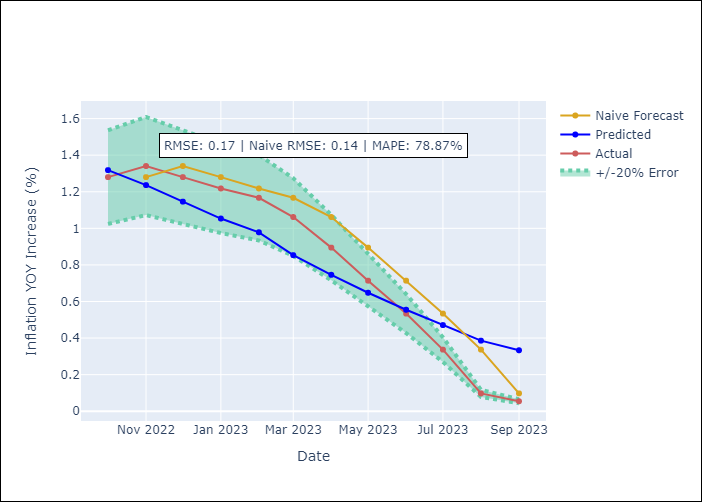 1.6
1.4
1.2
1
0.8
0.6
0.4
0.2
0
Inflation YOY Increase (%)
RMSE: 0.17 | Naive RMSE: 0.14 | MAPE: 78.87%
Naive Forecast
Predicted
Actual
+/-20% Error
Nov 2022 Jan 2023 Mar 2023 May 2023 Jul 2023 Sep 2023
Date